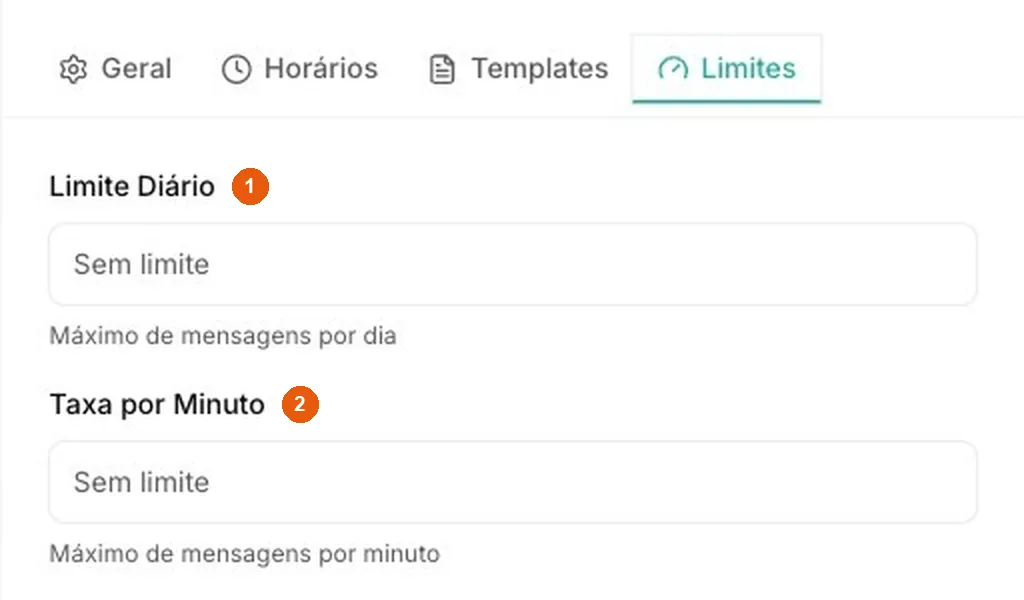 Geral Horários Templates Limites
Limite Diário 1
Sem limite
Máximo de mensagens por dia
Taxa por Minuto 2
Sem limite
Máximo de mensagens por minuto